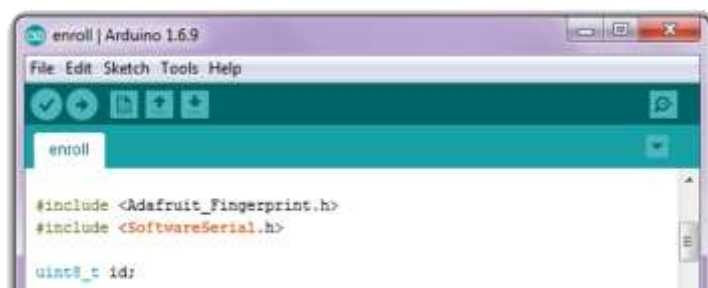 enroll | Arduino 1.6.9
File Edit Sketch Tools Help
enroll
#include <Adafruit_Fingerprint.h>
#include <SoftwareSerial.h>
uint8_t id;